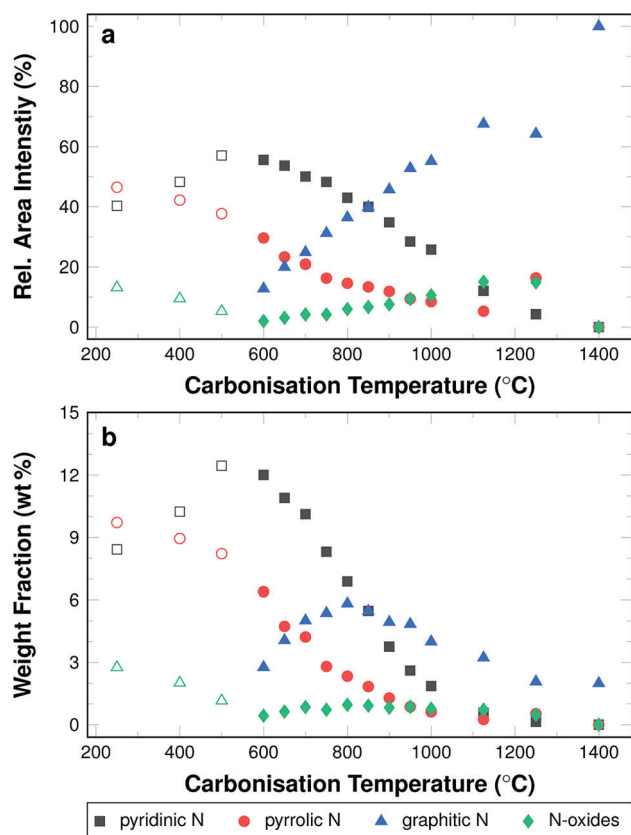 a
100
80
60
40
20
0
Rel. Area Intenstiy (%)
200 400 600 800 1000 1200 1400
Carbonisation Temperature (°C)
b
15
12
9
6
3
0
Weight Fraction (wt %)
200 400 600 800 1000 1200 1400
Carbonisation Temperature (°C)
pyridinic N pyrrolic N graphitic N N-oxides